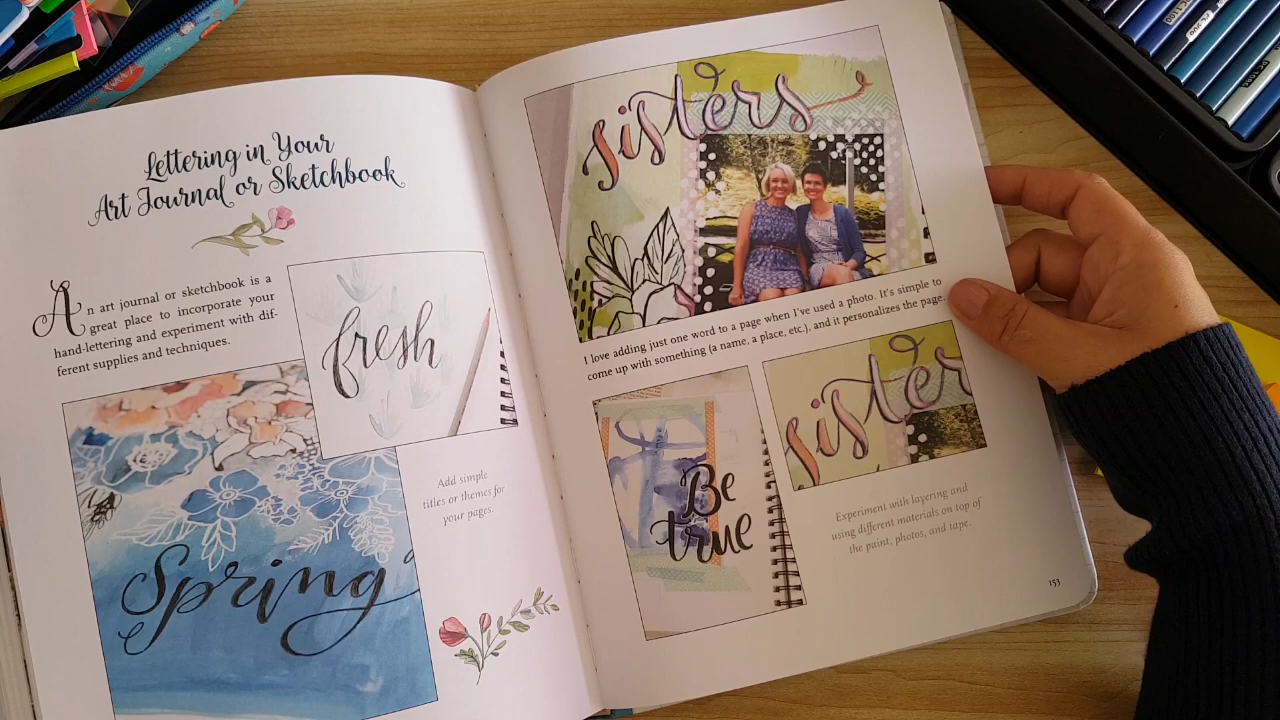 Lettering in Your
Art Journal or Sketchbook
An art journal or sketchbook is a
great place to incorporate your
hand-lettering and experiment with dif-
ferent supplies and techniques.
fresh
Spring
Add simple
titles or themes for
your pages.
sisters
I love adding just one word to a page when I've used a photo. It's simple to
come up with something (a name, a place, etc.), and it personalizes the page.
Be
true
sister
Experiment with layering and
using different materials on top of
the paint, photos, and tape.
153